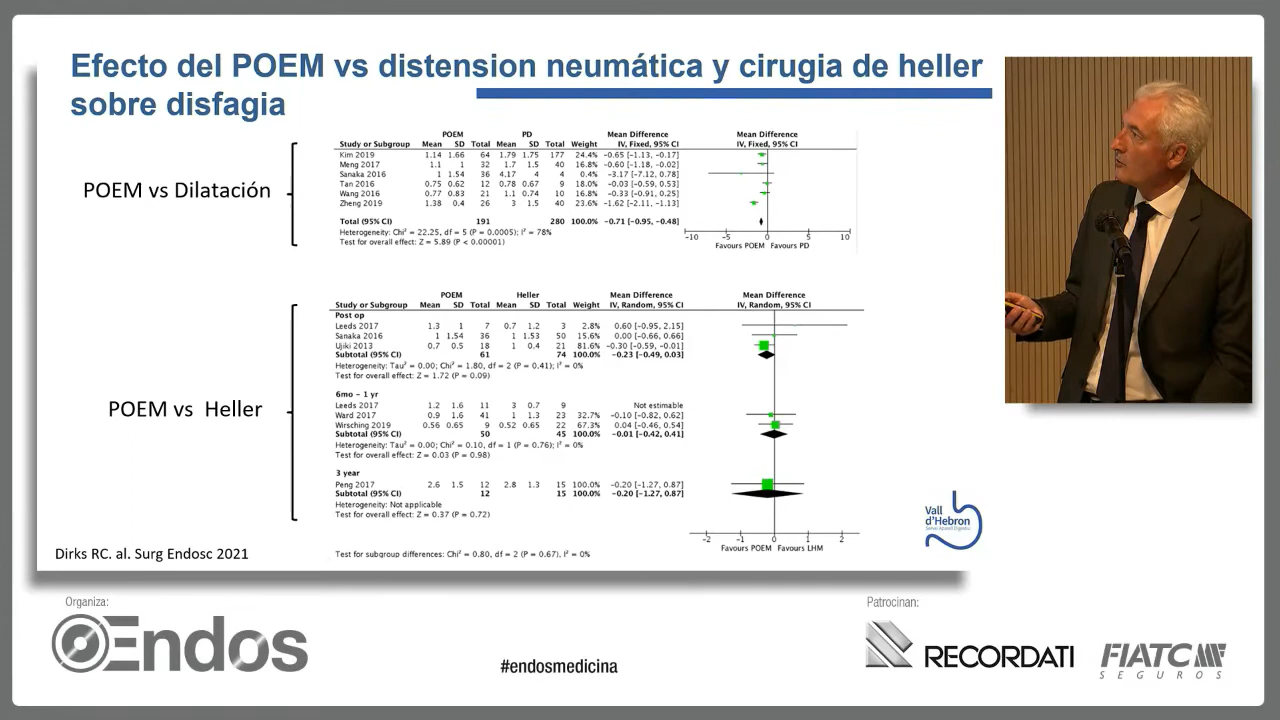 Efecto del POEM vs distension neumática y cirugia de heller
sobre disfagia
POEM vs Dilatación
POEM PD Mean Difference Mean Difference
Study or Subgroup Mean SD Total Mean SD Total Weight IV, Fixed, 95% CI IV, Fixed, 95% CI
Kim 2019 1.14 1.66 64 1.79 1.75 177 24.4% -0.65 [-1.13, -0.17]
Meng 2017 1.1 1 32 1.7 1.5 40 16.8% -0.60 [-1.18, -0.02]
Sanaka 2016 1 1.54 36 4.17 4 4 0.1% -3.17 [-7.12, 0.78]
Tan 2016 0.75 0.62 12 0.78 0.67 9 18.3% -0.03 [-0.59, 0.53]
Wang 2016 0.77 0.83 21 1.1 0.74 10 16.8% -0.33 [-0.91, 0.25]
Zheng 2019 1.38 0.4 26 3 1.5 40 23.6% -1.62 [-2.11, -1.13]
Total (95% CI) 191 280 100.0% -0.71 [-0.95, -0.48]
Heterogeneity: Chi² = 22.25, df = 5 (P = 0.0005); I² = 78%
Test for overall effect: Z = 5.89 (P < 0.00001)
-10 -5 0 5 10
Favours POEM Favours PD
POEM vs Heller
POEM Heller Mean Difference Mean Difference
Study or Subgroup Mean SD Total Mean SD Total Weight IV, Random, 95% CI IV, Random, 95% CI
Post op
Leeds 2017 1.3 1 7 0.7 1.2 3 2.8% 0.60 [-0.95, 2.15]
Sanaka 2016 1 1.54 36 1 1.53 50 15.6% 0.00 [-0.66, 0.66]
Ujiki 2013 0.7 0.5 18 1 0.4 21 81.6% -0.30 [-0.59, -0.01]
Subtotal (95% CI) 61 74 100.0% -0.23 [-0.49, 0.03]
Heterogeneity: Tau² = 0.00; Chi² = 1.80, df = 2 (P = 0.41); I² = 0%
Test for overall effect: Z = 1.72 (P = 0.09)
6mo - 1 yr
Leeds 2017 1.2 1.6 11 3 0.7 9 Not estimable
Ward 2017 0.9 1.6 41 1 1.3 23 32.7% -0.10 [-0.82, 0.62]
Wirsching 2019 0.56 0.65 9 0.52 0.65 22 67.3% 0.04 [-0.46, 0.54]
Subtotal (95% CI) 50 45 100.0% -0.01 [-0.42, 0.41]
Heterogeneity: Tau² = 0.00; Chi² = 0.10, df = 1 (P = 0.76); I² = 0%
Test for overall effect: Z = 0.03 (P = 0.98)
3 year
Peng 2017 2.6 1.5 12 2.8 1.3 15 100.0% -0.20 [-1.27, 0.87]
Subtotal (95% CI) 12 15 100.0% -0.20 [-1.27, 0.87]
Heterogeneity: Not applicable
Test for overall effect: Z = 0.37 (P = 0.72)
-2 -1 0 1 2
Favours POEM Favours LHM
Test for subgroup differences: Chi² = 0.80, df = 2 (P = 0.67), I² = 0%
Dirks RC. al. Surg Endosc 2021
Vall
d'Hebron
Servei Aparell Digestiu
Organiza:
Endos
#endosmedicina
Patrocinan:
RECORDATI
FIATC
SEGUROS